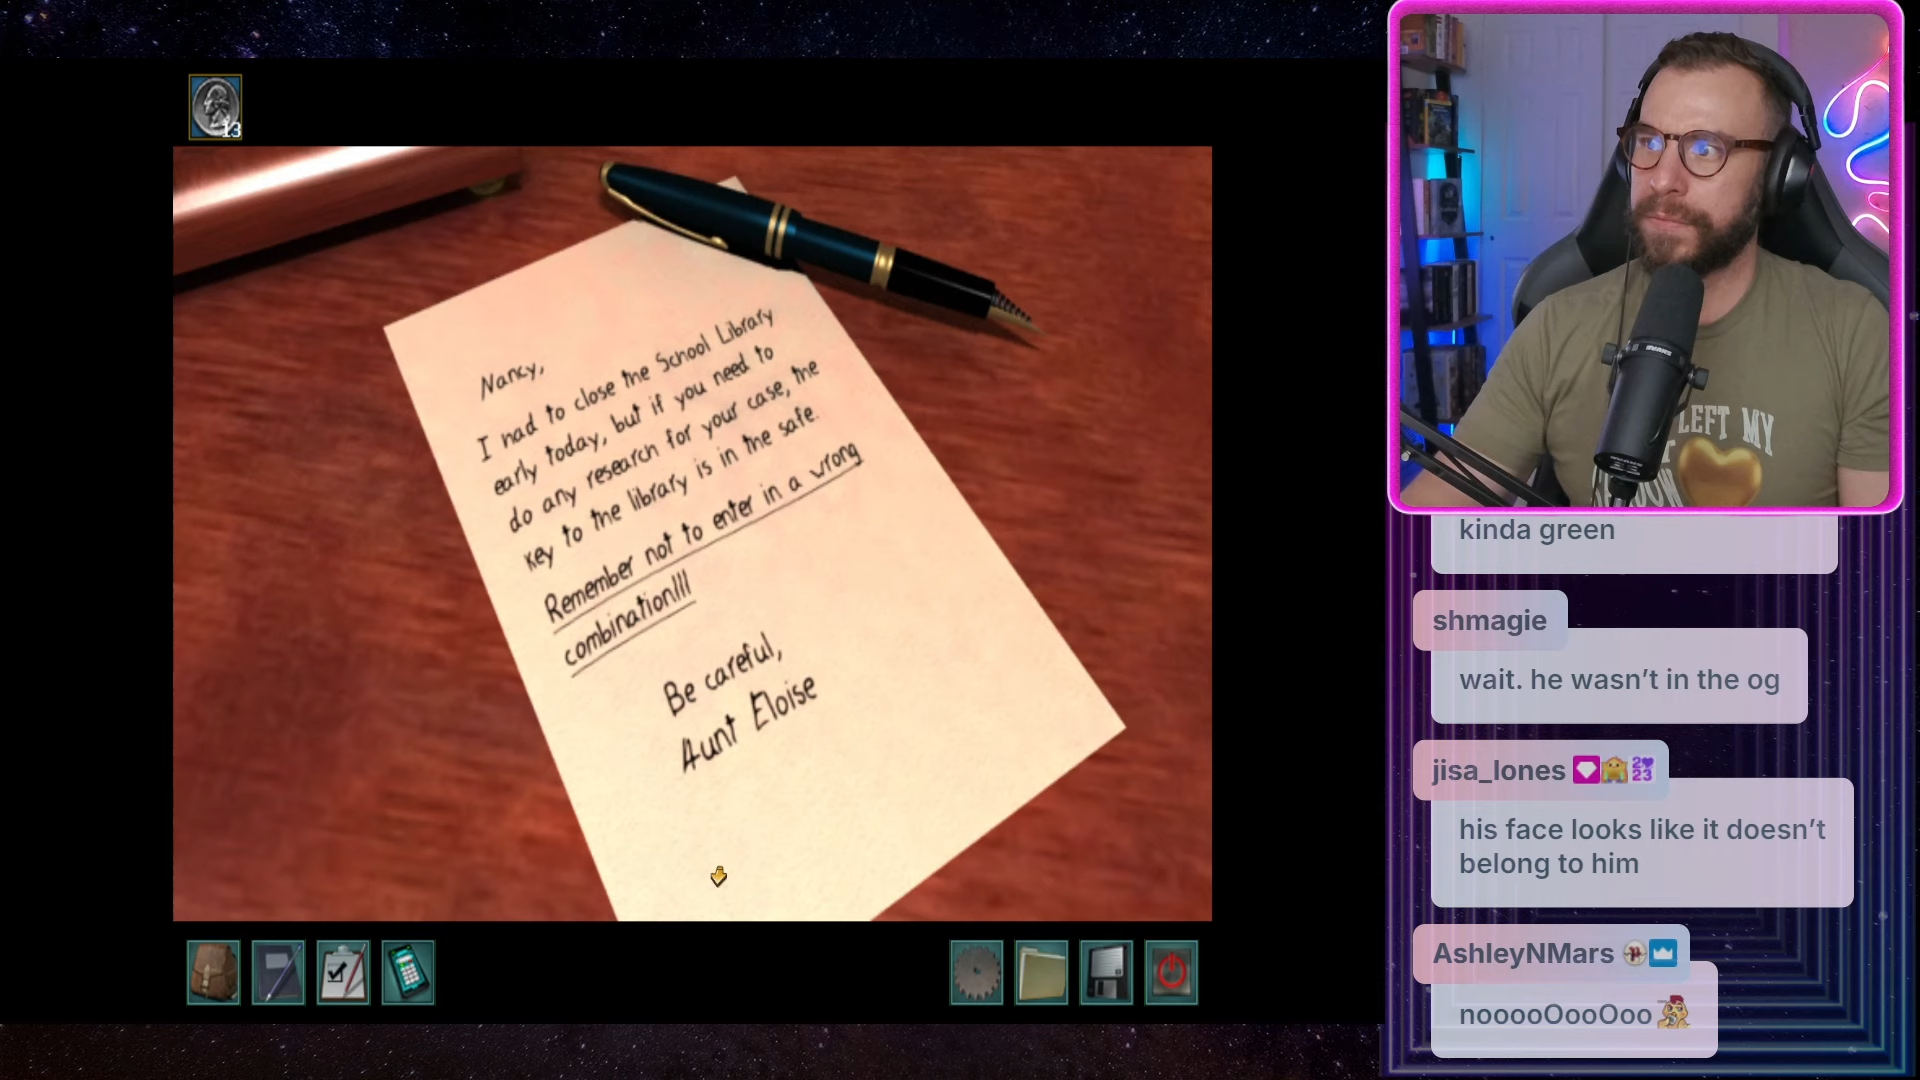 13
Nancy,
I had to close the School Library
early today, but if you need to
do any research for your case, the
key to the library is in the safe.
Remember not to enter in a wrong
combination!!!
Be careful,
Aunt Eloise
LEFT MY
kinda green
shmagie
wait. he wasn’t in the og
jisa_lones
2 23
his face looks like it doesn’t
belong to him
AshleyNMars
nooooOooOoo